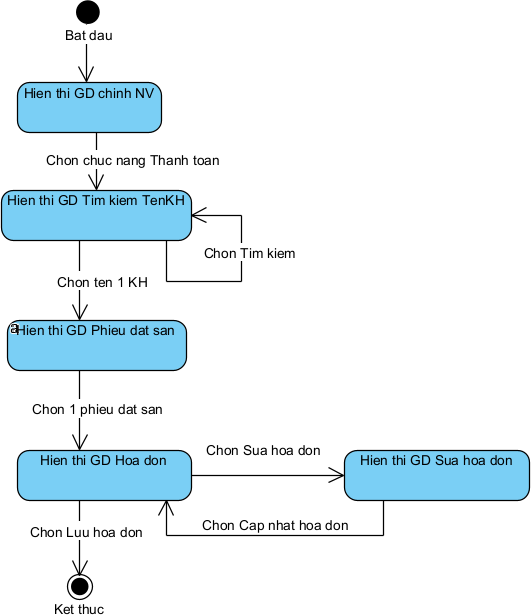 Bat dau
Hien thi GD chinh NV
Chon chuc nang Thanh toan
Hien thi GD Tim kiem TenKH
Chon Tim kiem
Chon ten 1 KH
a
Hien thi GD Phieu dat san
Chon 1 phieu dat san
Chon Sua hoa don
Hien thi GD Hoa don
Hien thi GD Sua hoa don
Chon Cap nhat hoa don
Chon Luu hoa don
Ket thuc